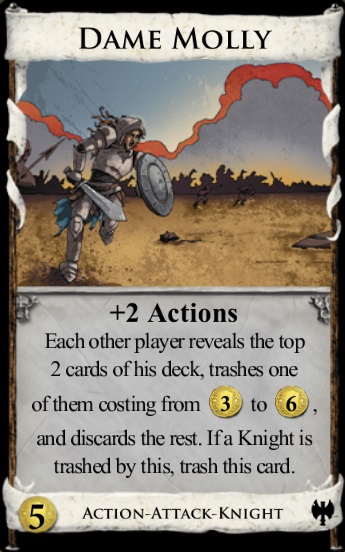 DAME MOLLY
+2 Actions
Each other player reveals the top
2 cards of his deck, trashes one
of them costing from 3 to 6,
and discards the rest. If a Knight is
trashed by this, trash this card.
5 ACTION-ATTACK-KNIGHT